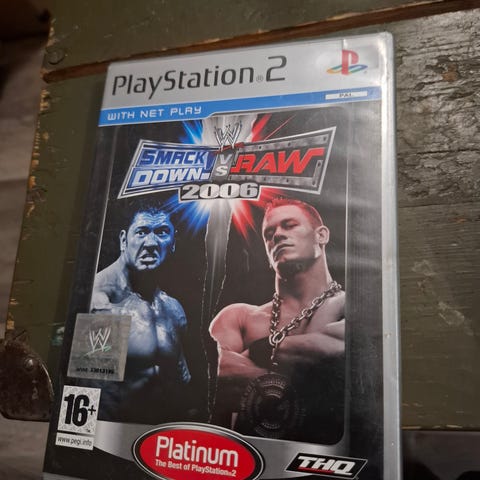 PlayStation®2
PAL
WITH NET PLAY
W
SMACK
DOWN! VS RAW
2006
W
16+
www.pegi.info
Platinum
The Best of PlayStation®2
THQ